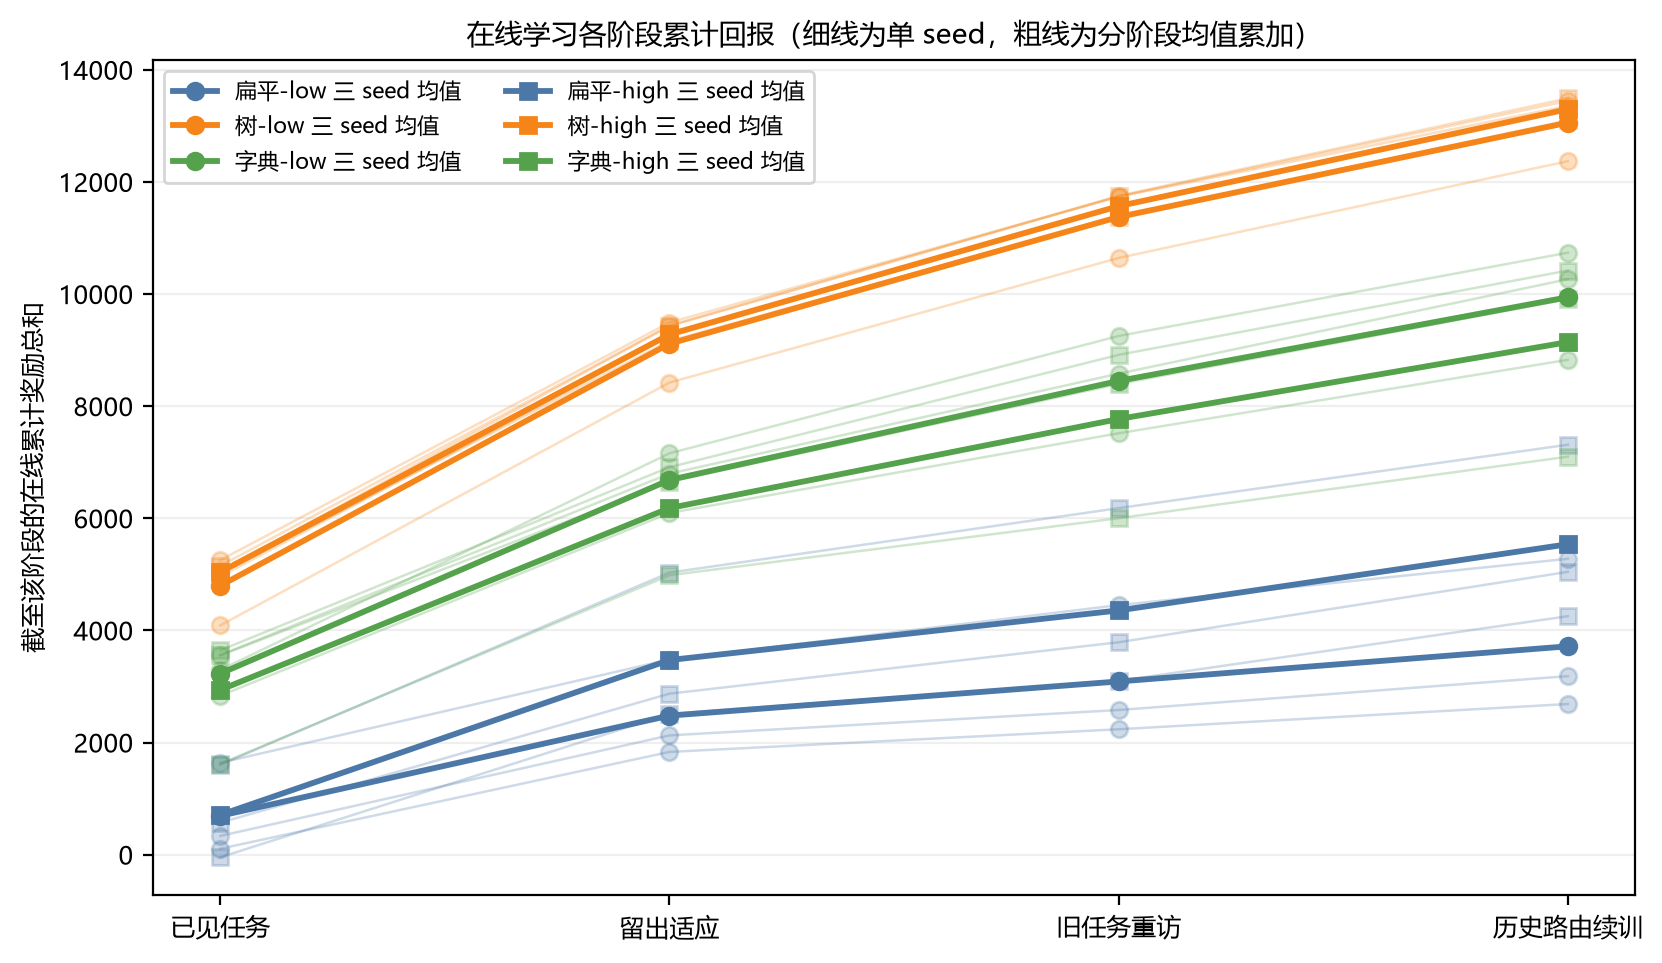 在线学习各阶段累计回报（细线为单 seed，粗线为分阶段均值累加）
扁平-low 三 seed 均值
树-low 三 seed 均值
字典-low 三 seed 均值
扁平-high 三 seed 均值
树-high 三 seed 均值
字典-high 三 seed 均值
截至该阶段的在线累计奖励总和
14000
12000
10000
8000
6000
4000
2000
0
已见任务
留出适应
旧任务重访
历史路由续训